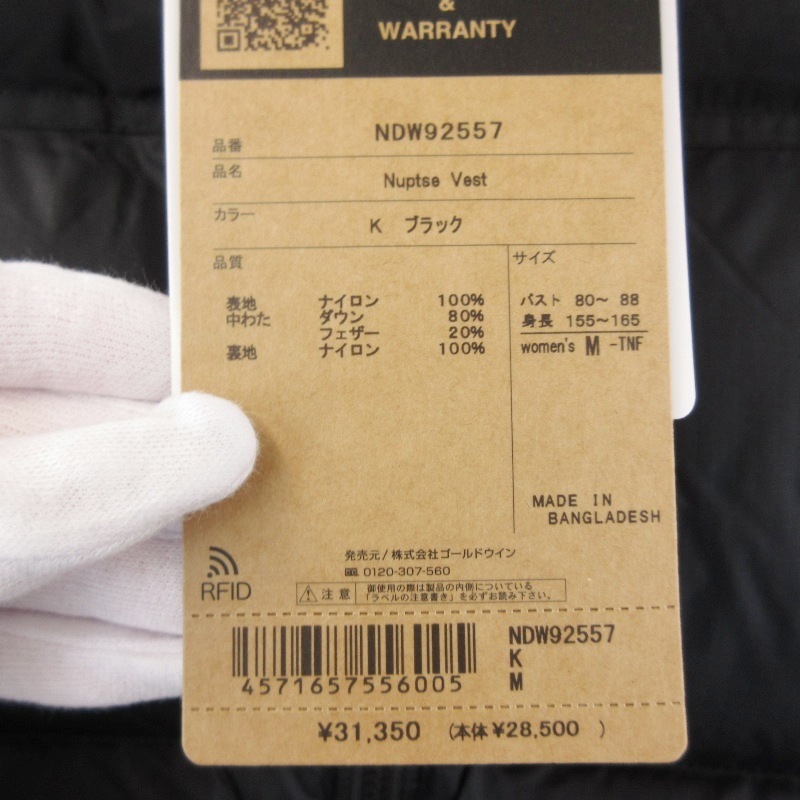 &
WARRANTY
品番 NDW92557
品名 Nuptse Vest
カラー K ブラック
品質
表地 ナイロン 100%
中わた ダウン 80%
フェザー 20%
裏地 ナイロン 100%
サイズ
バスト 80〜 88
身長 155〜165
women's M -TNF
MADE IN
BANGLADESH
発売元/株式会社ゴールドウイン
0120-307-560
RFID
注意 御使用の際は製品の内側についている
「ラベルの注意書き」を必ずお読み下さい。
4571657556005
NDW92557
K
M
¥31,350 (本体¥28,500 )